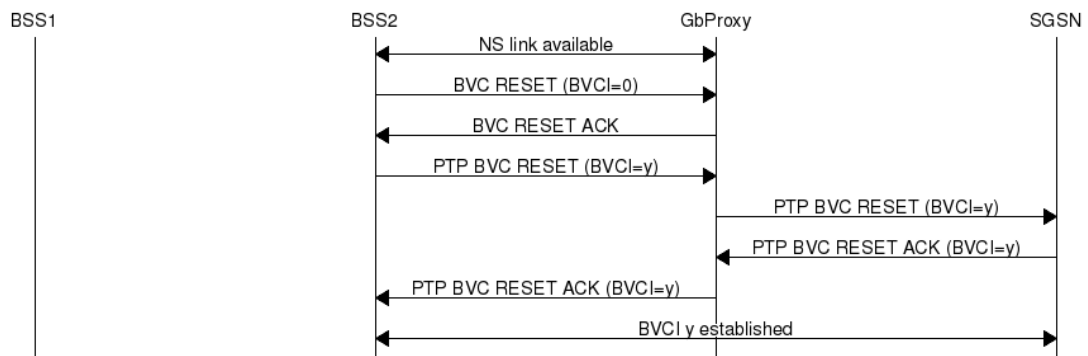 BSS1 BSS2 GbProxy SGSN
NS link available
BVC RESET (BVCI=0)
BVC RESET ACK
PTP BVC RESET (BVCI=y)
PTP BVC RESET (BVCI=y)
PTP BVC RESET ACK (BVCI=y)
PTP BVC RESET ACK (BVCI=y)
BVCI y established